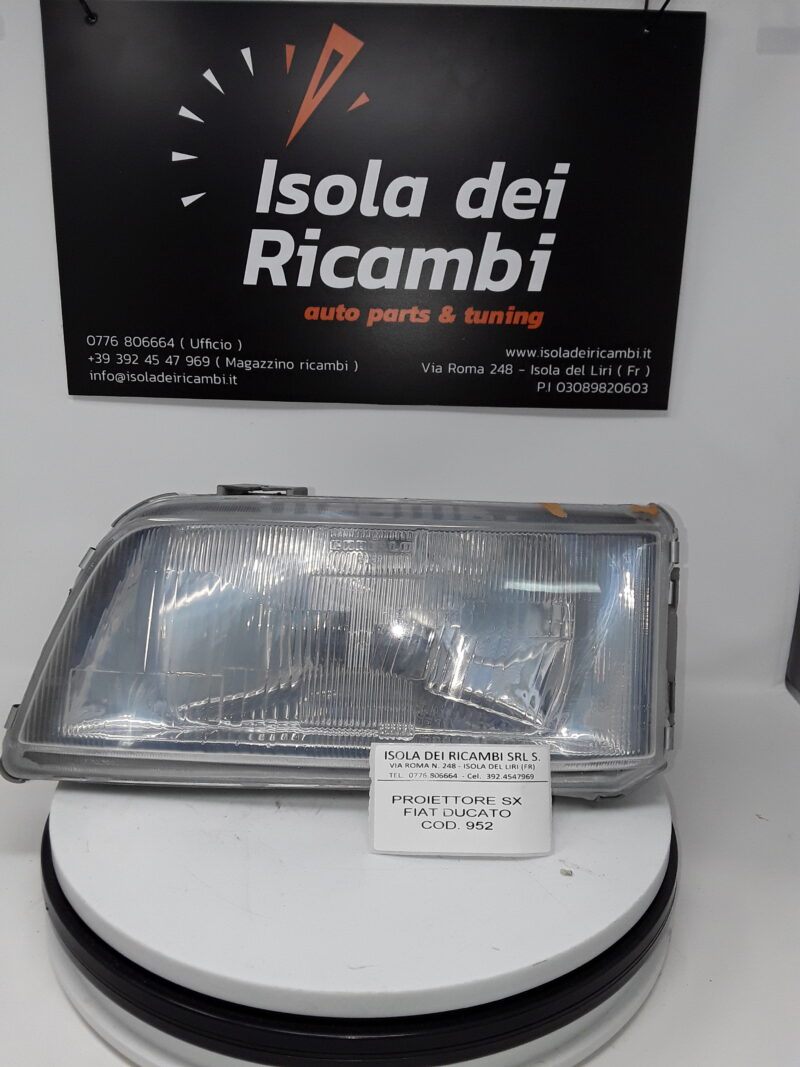 Isola dei
Ricambi
auto parts & tuning
0776 806664 ( Ufficio )
+39 392 45 47 969 ( Magazzino ricambi )
info@isoladeiricambi.it
www.isoladeiricambi.it
Via Roma 248 - Isola del Liri ( Fr )
P.I 03089820603
ISOLA DEI RICAMBI SRL S.
VIA ROMA N. 248 - ISOLA DEL LIRI (FR)
TEL: 0776 806664 - Cel. 392.4547969
PROIETTORE SX
FIAT DUCATO
COD. 952